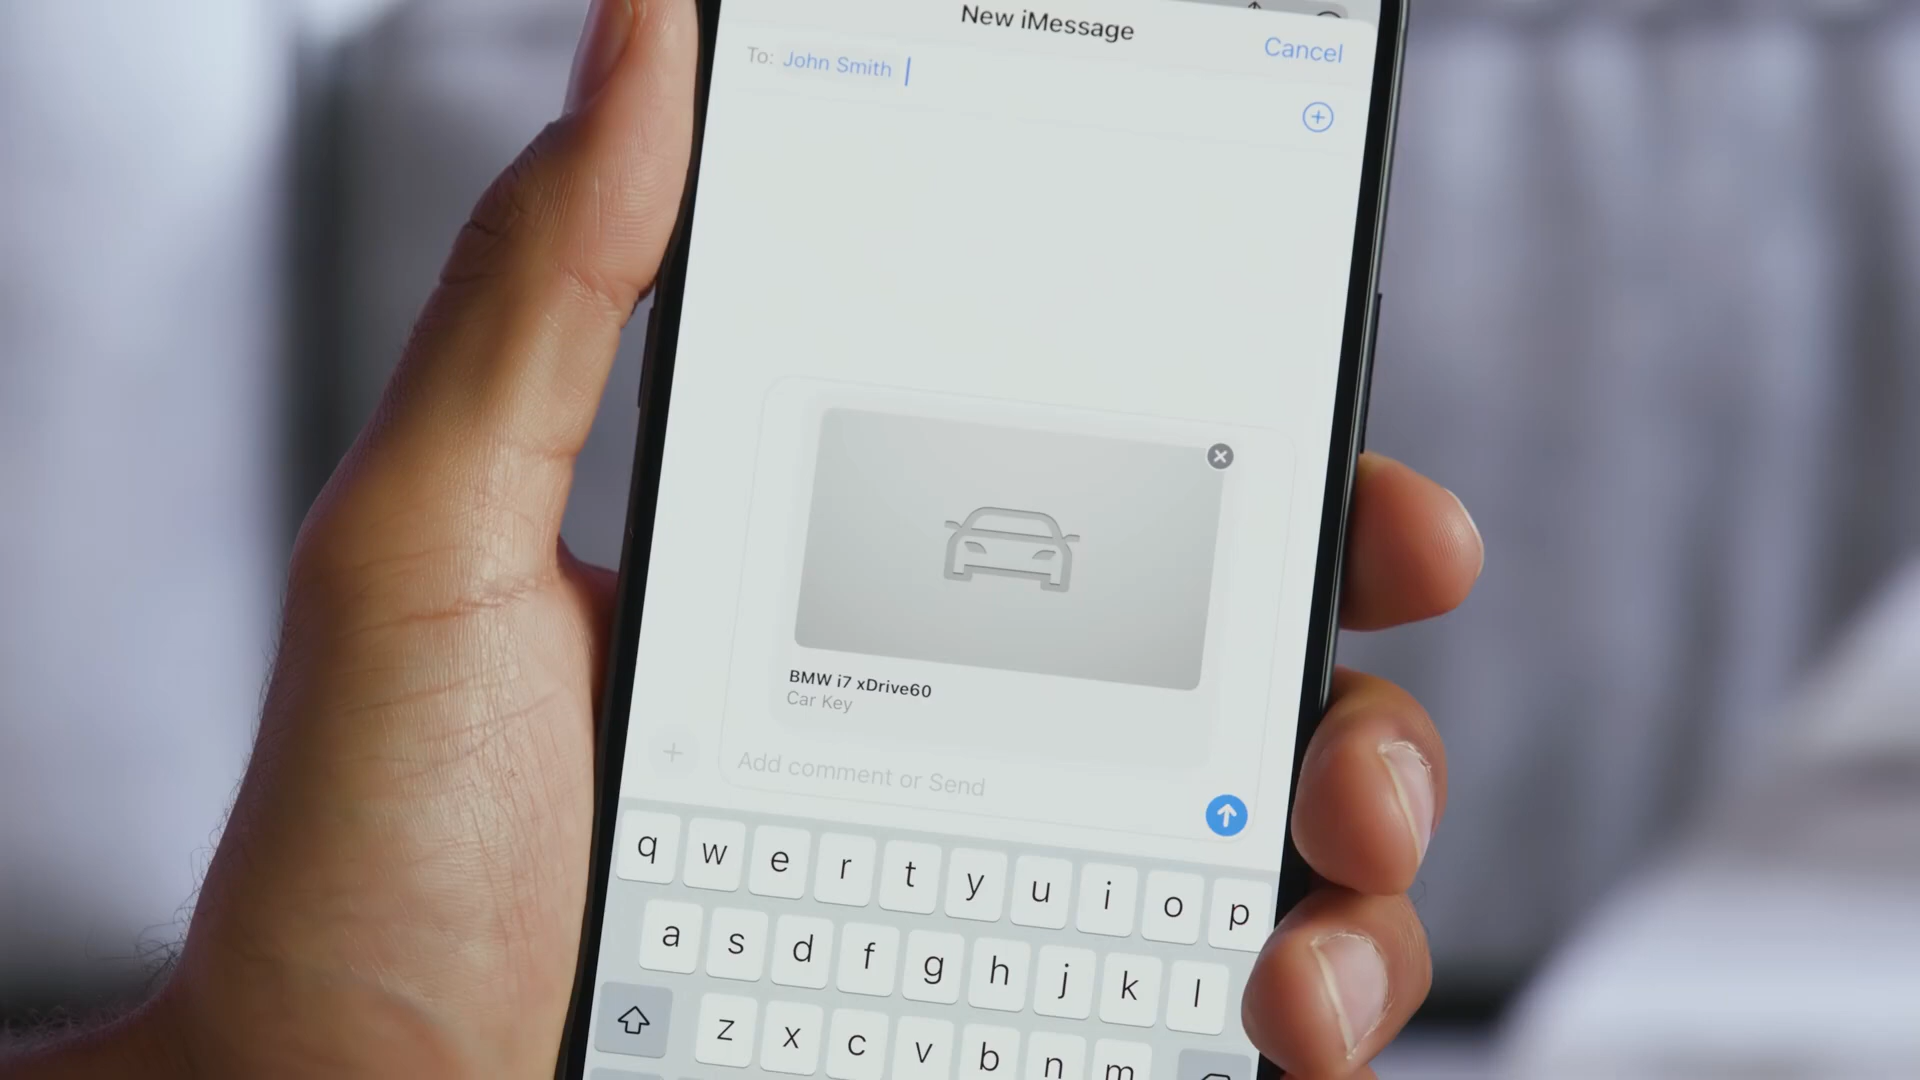 New iMessage
Cancel
To: John Smith
BMW i7 xDrive60
Car Key
Add comment or Send
q w e r t y u i o p
a s d f g h j k l
z x c v b n m